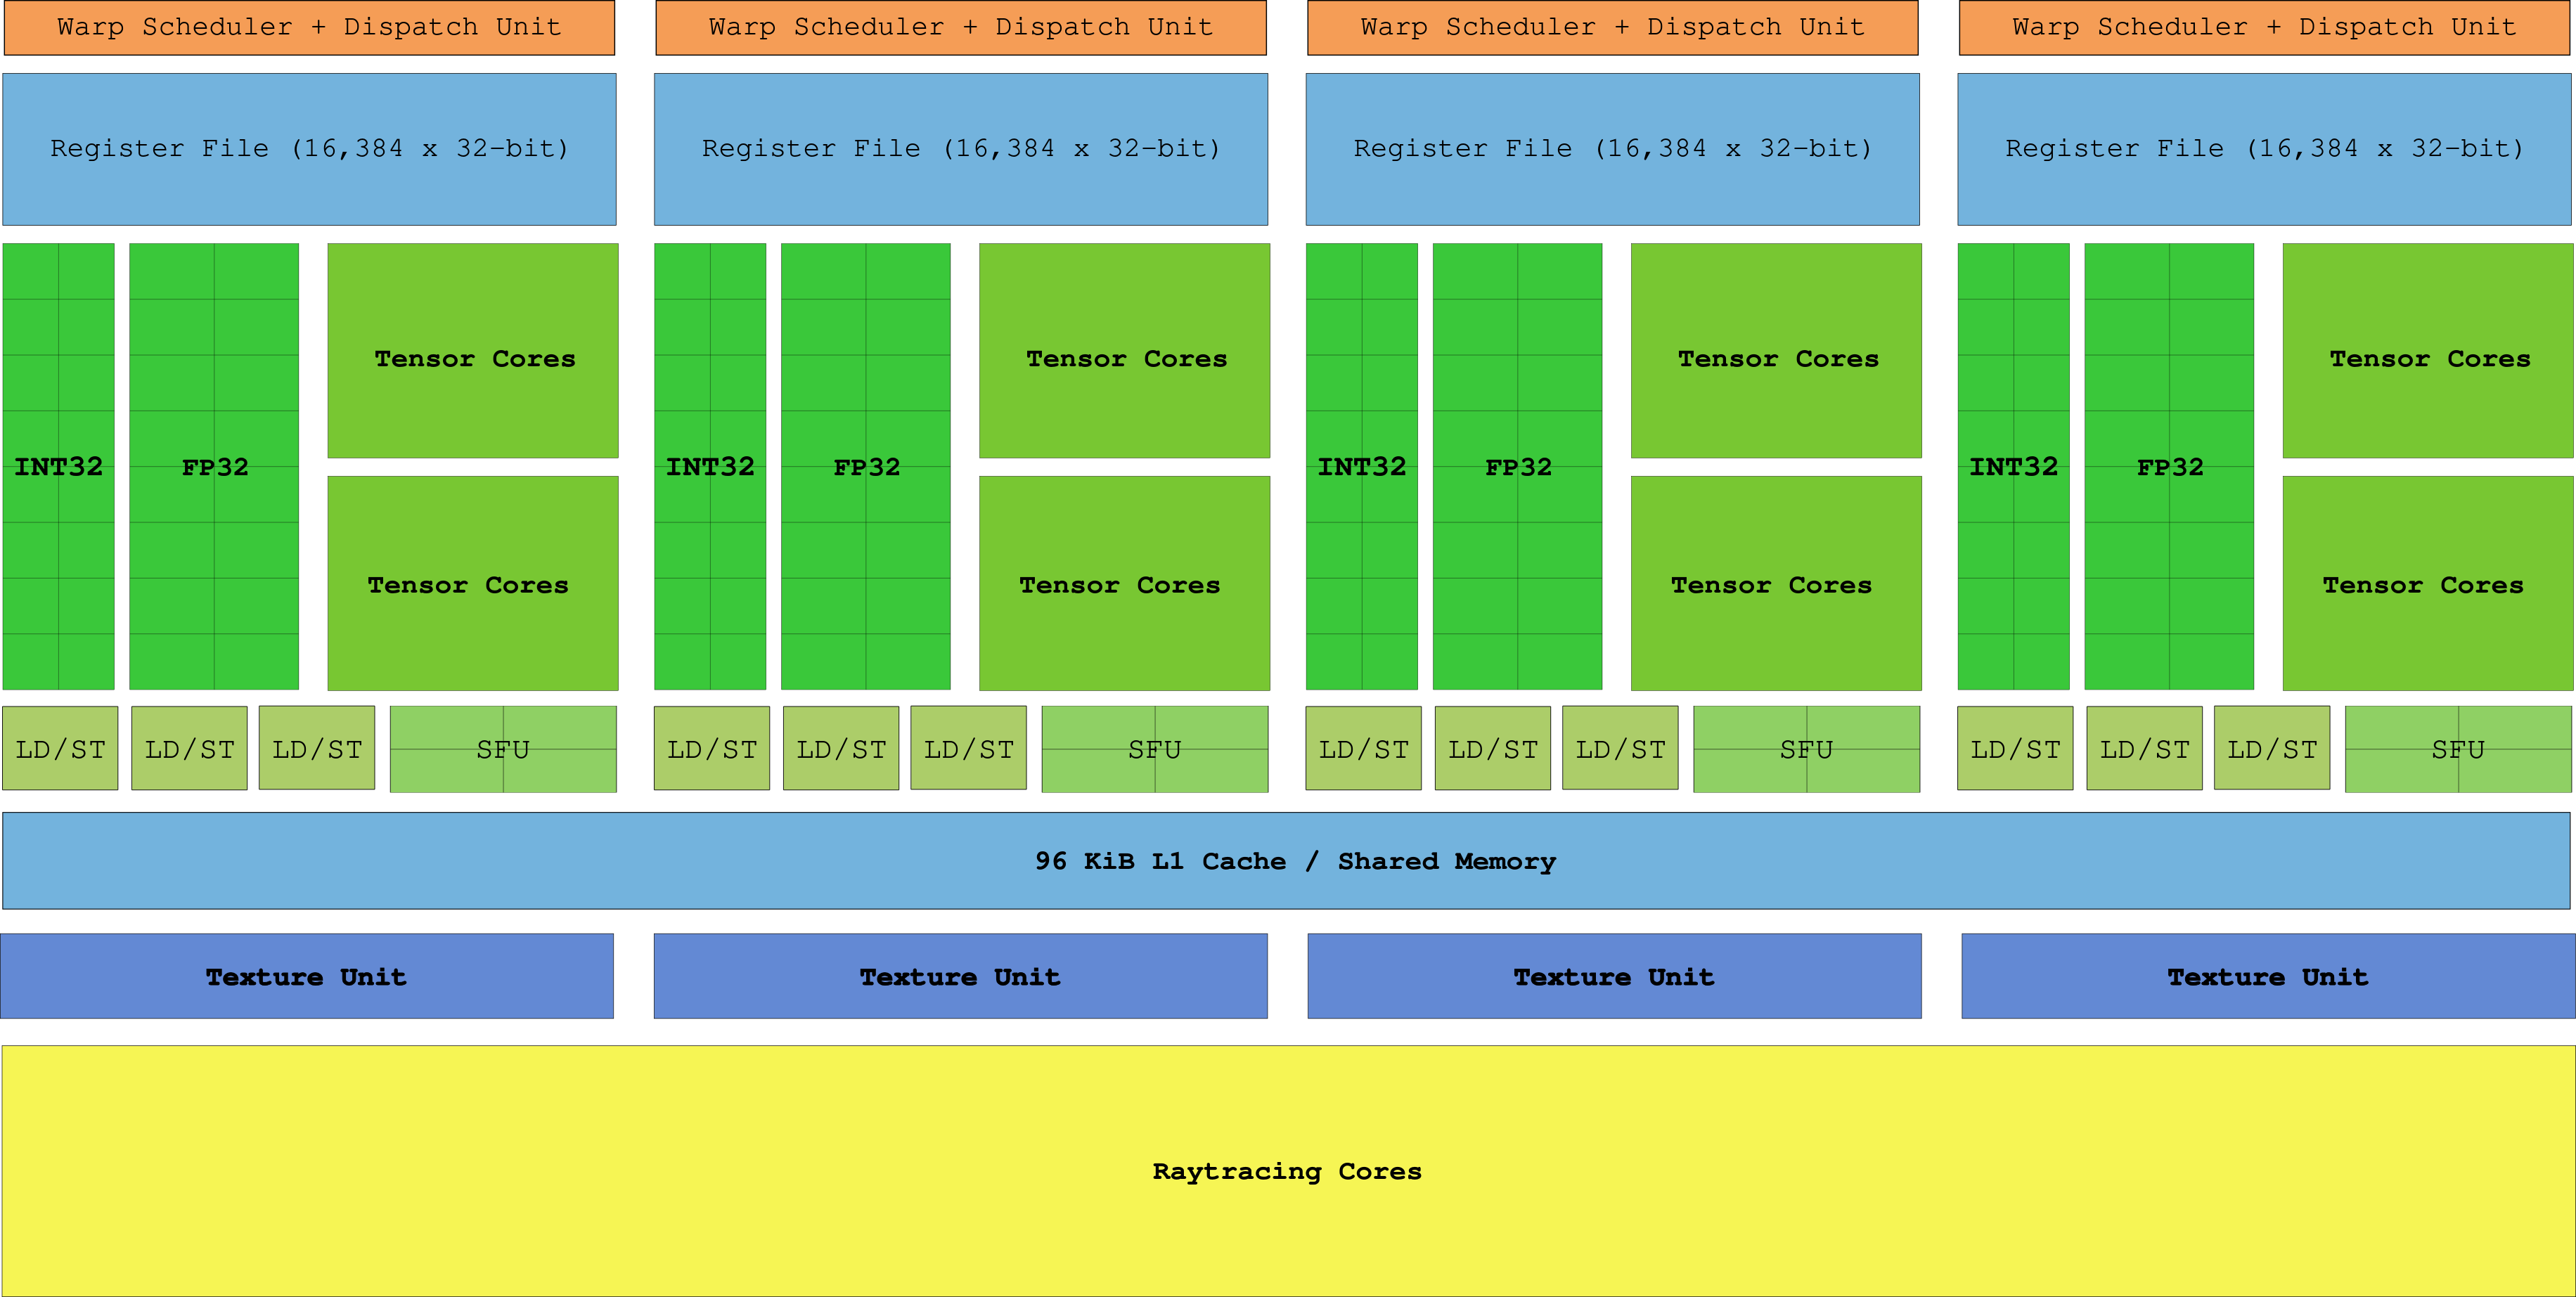 Warp Scheduler + Dispatch Unit
Warp Scheduler + Dispatch Unit
Warp Scheduler + Dispatch Unit
Warp Scheduler + Dispatch Unit
Register File (16,384 x 32-bit)
Register File (16,384 x 32-bit)
Register File (16,384 x 32-bit)
Register File (16,384 x 32-bit)
Tensor Cores
Tensor Cores
Tensor Cores
Tensor Cores
INT32
FP32
INT32
FP32
INT32
FP32
INT32
FP32
Tensor Cores
Tensor Cores
Tensor Cores
Tensor Cores
LD/ST
LD/ST
LD/ST
SFU
LD/ST
LD/ST
LD/ST
SFU
LD/ST
LD/ST
LD/ST
SFU
LD/ST
LD/ST
LD/ST
SFU
96 KiB L1 Cache / Shared Memory
Texture Unit
Texture Unit
Texture Unit
Texture Unit
Raytracing Cores